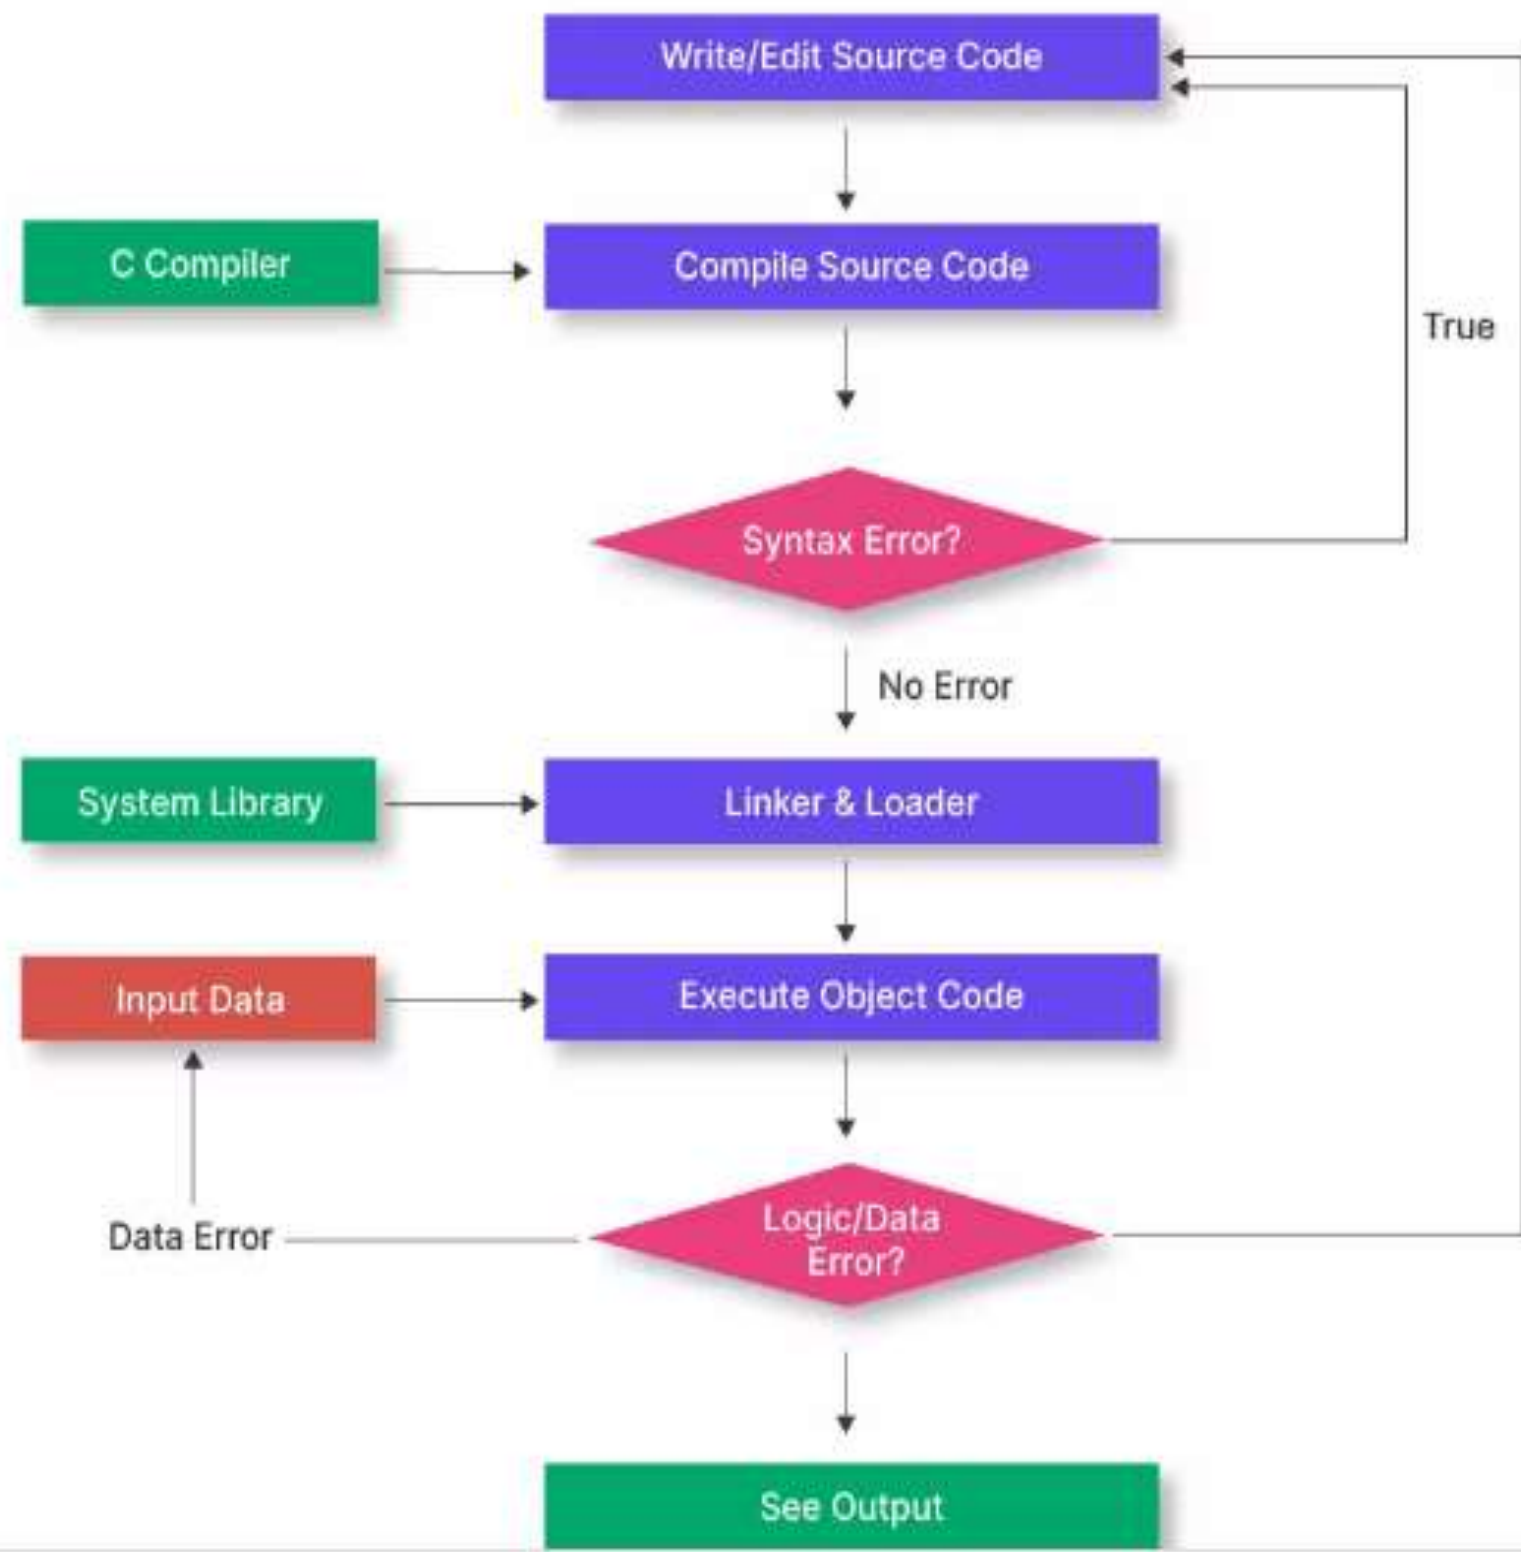 Write/Edit Source Code
C Compiler
Compile Source Code
True
Syntax Error?
No Error
System Library
Linker & Loader
Input Data
Execute Object Code
Data Error
Logic/Data
Error?
See Output